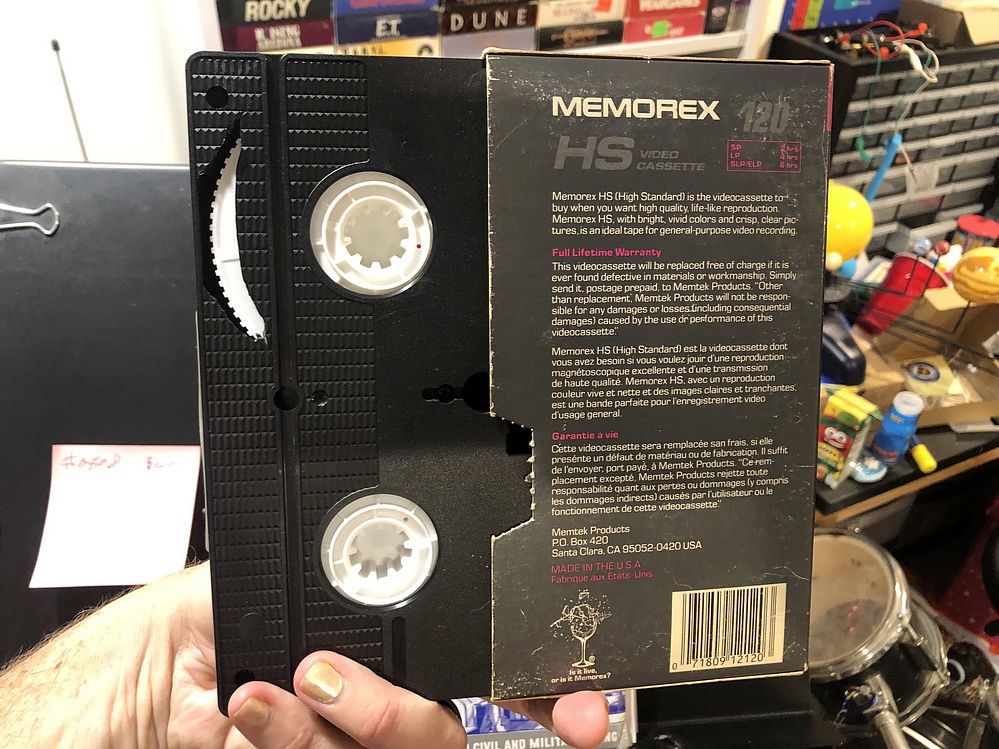 ROCKY
E.T.
DUNE
WARGAMES
MEMOREX 120
HS VIDEO
CASSETTE
SP 2 hrs
LP 4 hrs
SLP/ELP 6 hrs
Memorex HS (High Standard) is the videocassette to
buy when you want high quality, life-like reproduction.
Memorex HS, with bright, vivid colors and crisp, clear pic-
tures, is an ideal tape for general-purpose video recording.
Full Lifetime Warranty
This videocassette will be replaced free of charge if it is
ever found defective in materials or workmanship. Simply
send it, postage prepaid, to Memtek Products. "Other
than replacement, Memtek Products will not be respon-
sible for any damages or losses (including consequential
damages) caused by the use or performance of this
videocassette."
Memorex HS (High Standard) est la videocassette dont
vous avez besoin si vous voulez jouir d'une reproduction
magnétoscopique excellente et d'une transmission
de haute qualité. Memorex HS, avec un reproduction
couleur vive et nette et des images claires et tranchantes,
est une bande parfaite pour l'enregistrement video
d'usage general.
Garantie à vie
Cette videocassette sera remplacée san frais, si elle
présente un défaut de matériau ou de fabrication. Il suffit
de l'envoyer, port payé, à Memtek Products. "Ce rem-
placement excepté, Memtek Products rejette toute
responsabilité quant aux pertes ou dommages (y compris
les dommages indirects) causés par l'utilisateur ou le
fonctionnement de cette videocassette."
Memtek Products
P.O. Box 420
Santa Clara, CA 95052-0420 USA
MADE IN THE U S A
Fabrique aux États-Unis
Is it live,
or is it Memorex?
0 71809 12120
CIVIL AND MILIT